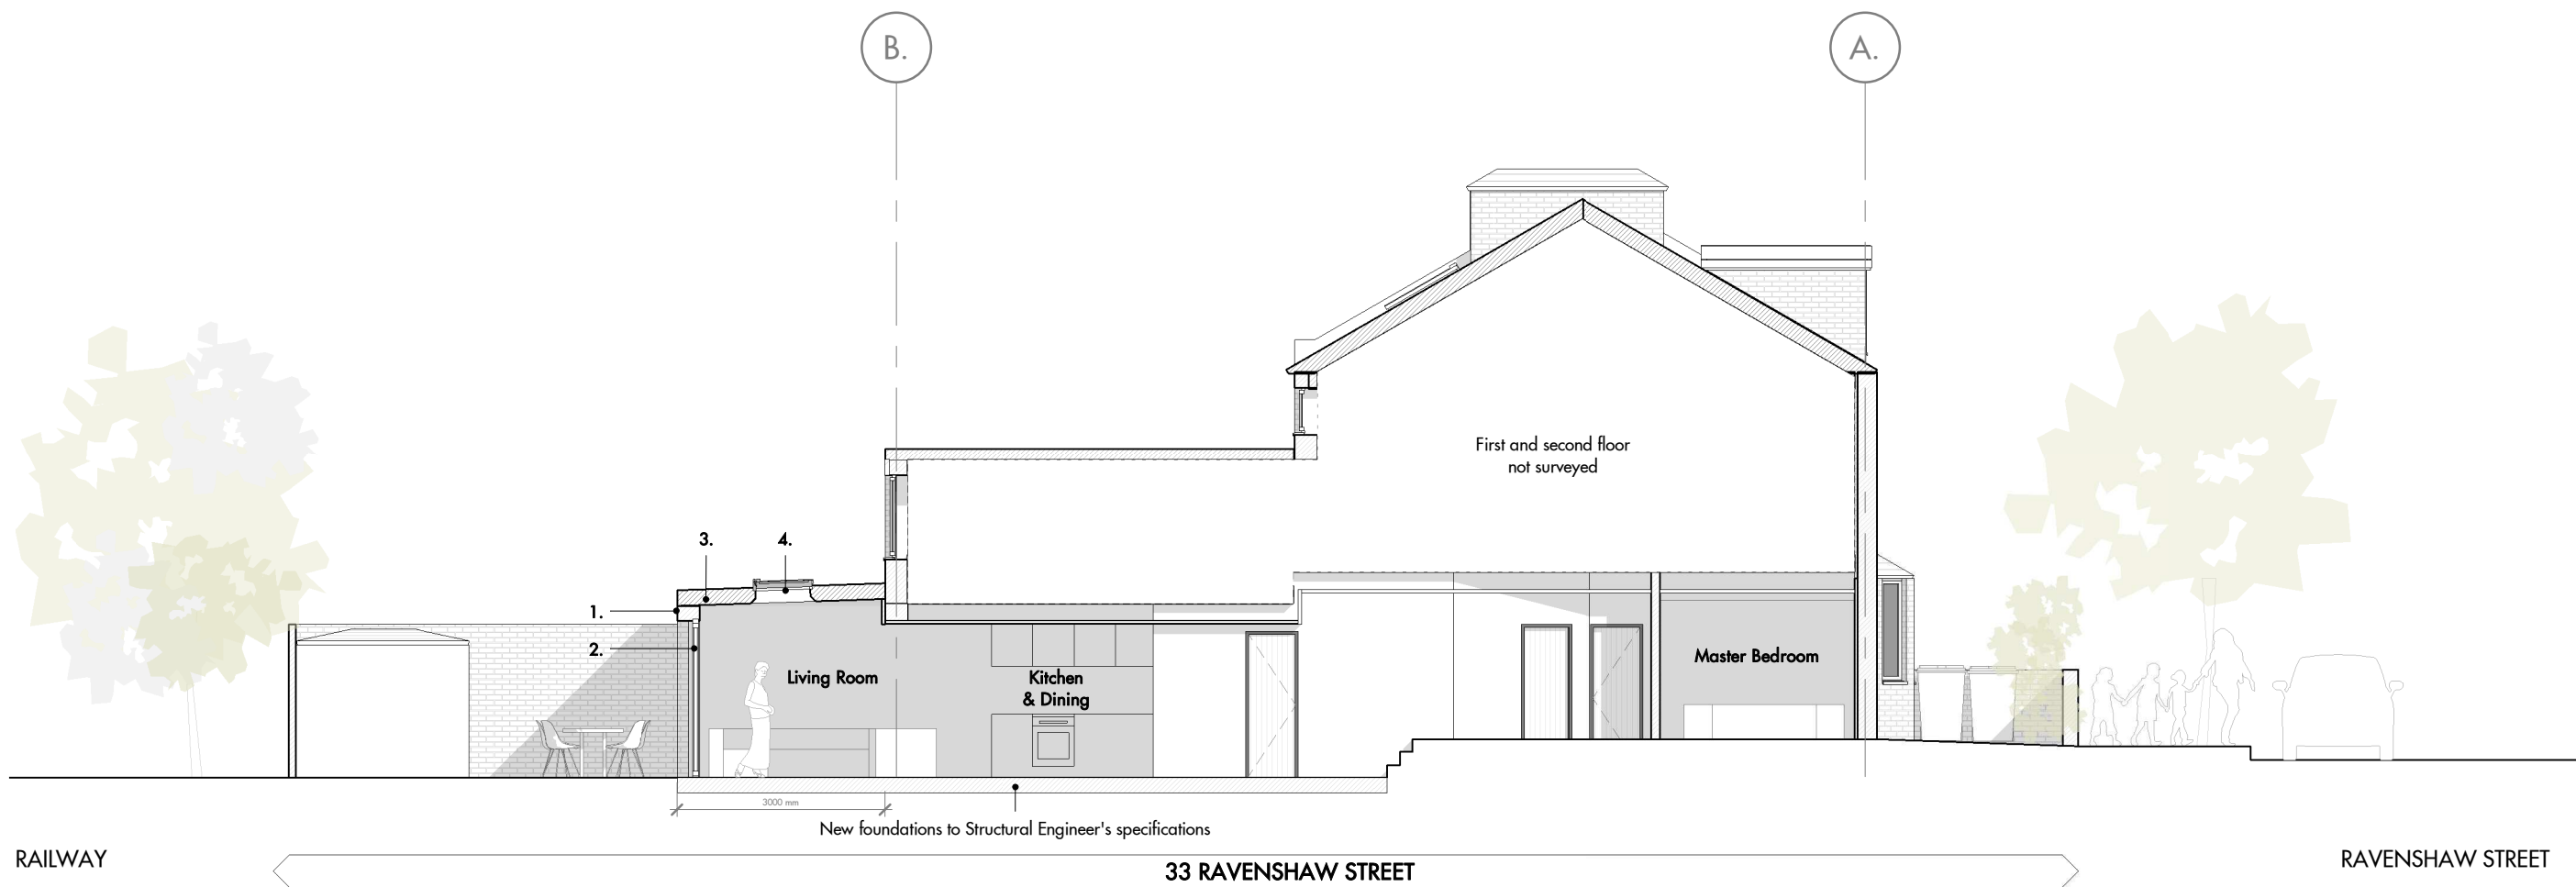 B.
A.
First and second floor
not surveyed
3.
4.
1.
2.
Living Room
Kitchen
& Dining
Master Bedroom
3000 mm
New foundations to Structural Engineer's specifications
RAILWAY
33 RAVENSHAW STREET
RAVENSHAW STREET